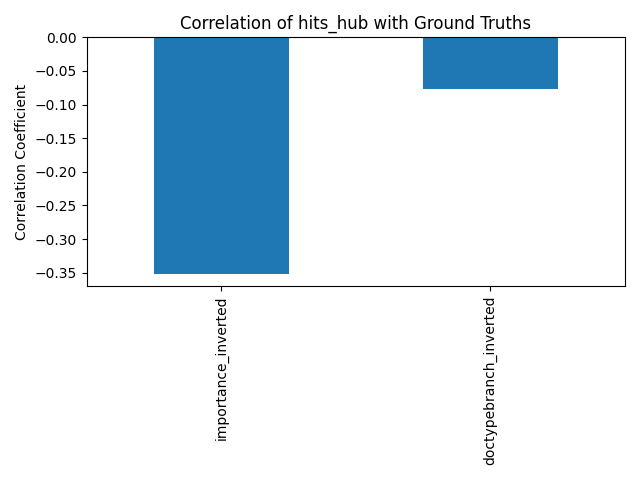 Correlation of hits_hub with Ground Truths
Correlation Coefficient
0.00
−0.05
−0.10
−0.15
−0.20
−0.25
−0.30
−0.35
importance_inverted
doctypebranch_inverted